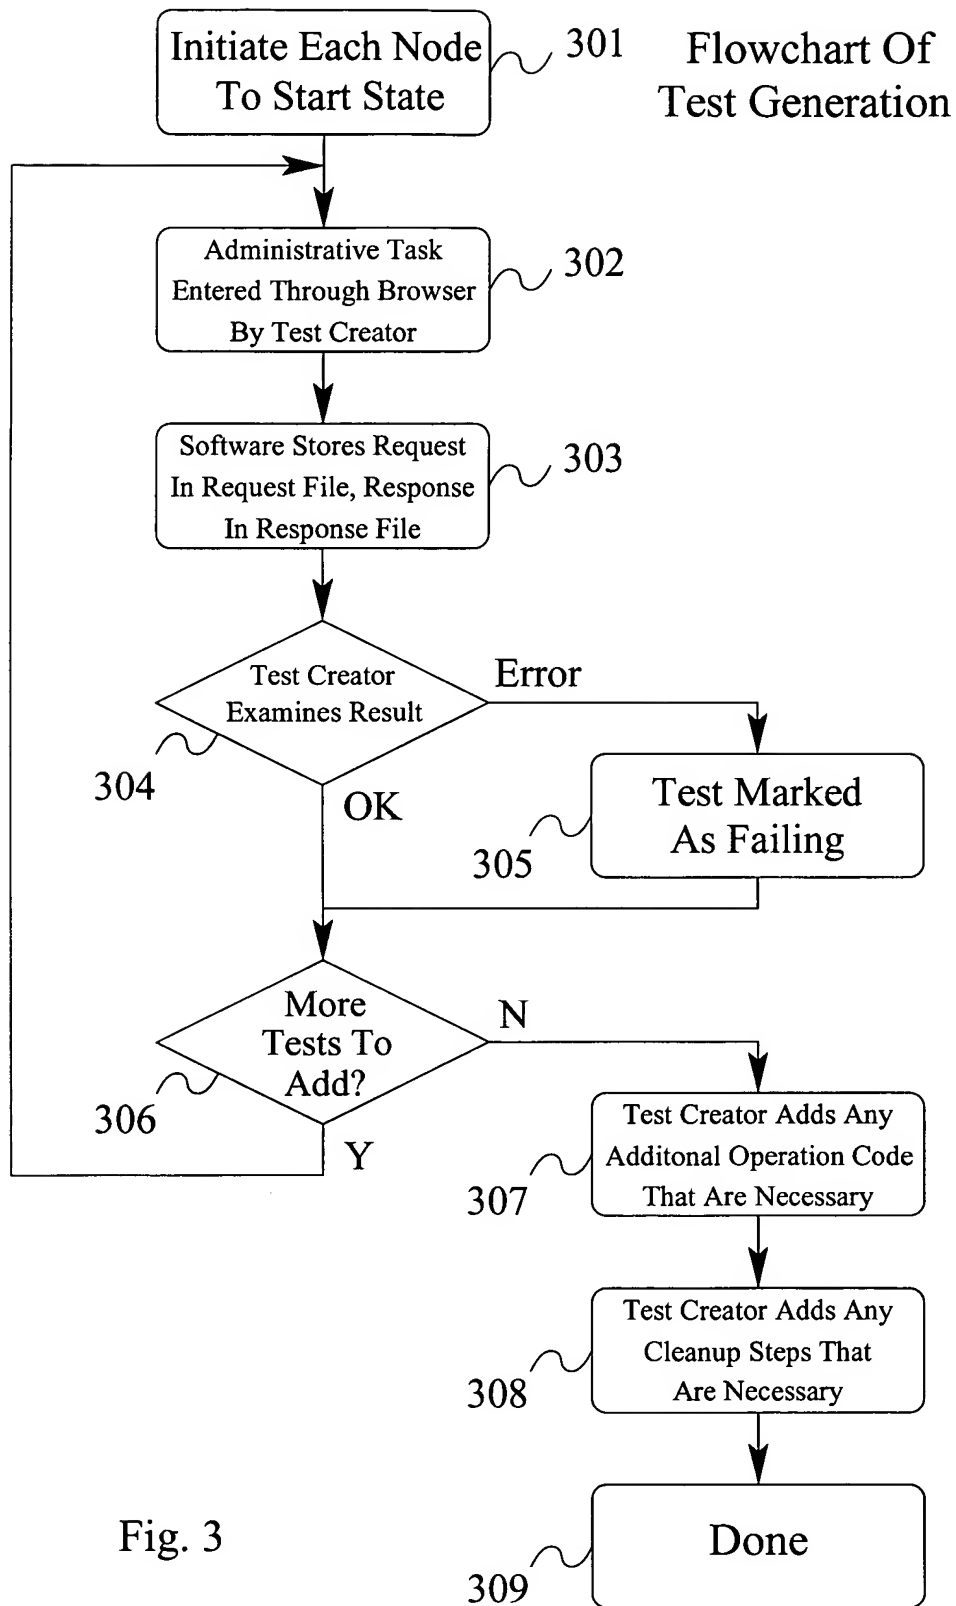 Initiate Each Node
To Start State
301
Flowchart Of
Test Generation
Administrative Task
Entered Through Browser
By Test Creator
302
Software Stores Request
In Request File, Response
In Response File
303
Test Creator
Examines Result
304
Error
OK
Test Marked
As Failing
305
More
Tests To
Add?
306
N
Y
Test Creator Adds Any
Additonal Operation Code
That Are Necessary
307
Test Creator Adds Any
Cleanup Steps That
Are Necessary
308
Done
309
Fig. 3